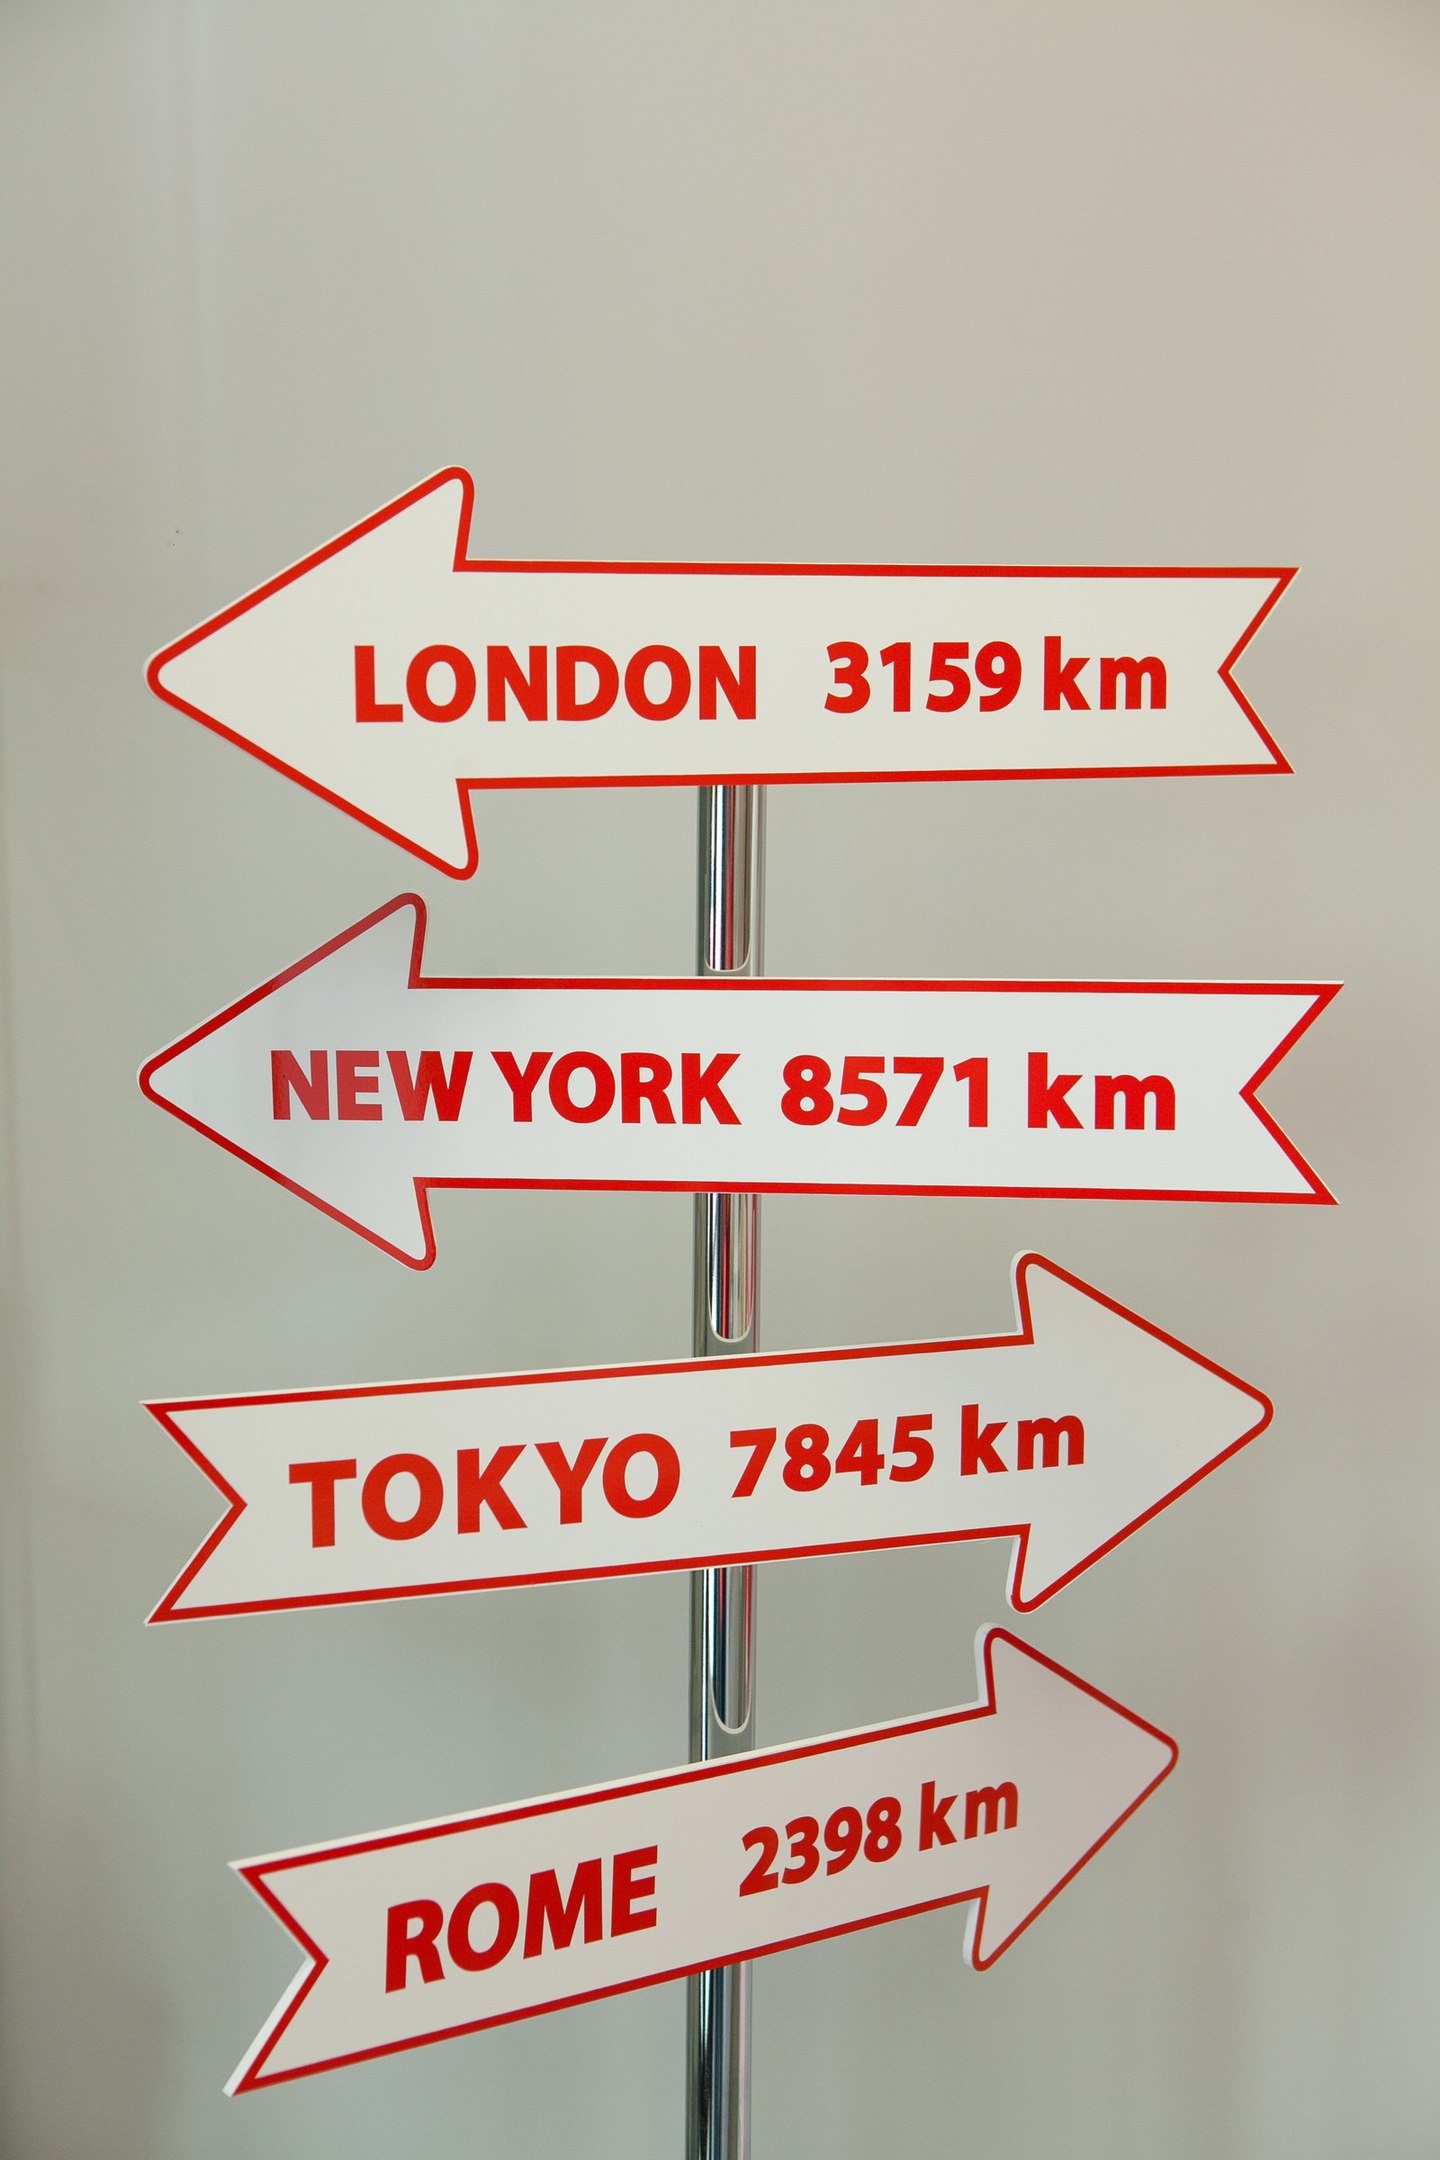 LONDON 3159 km
NEW YORK 8571 km
TOKYO 7845 km
ROME 2398 km